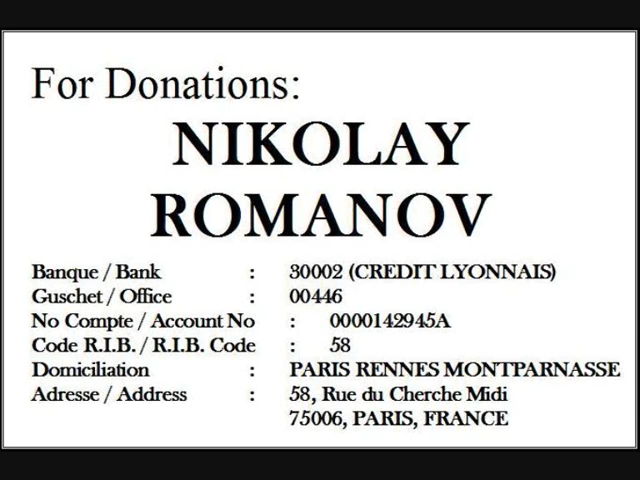 For Donations:
NIKOLAY
ROMANOV
Banque / Bank : 30002 (CREDIT LYONNAIS)
Guschet / Office : 00446
No Compte / Account No : 0000142945A
Code R.I.B. / R.I.B. Code : 58
Domiciliation : PARIS RENNES MONTPARNASSE
Adresse / Address : 58, Rue du Cherche Midi
75006, PARIS, FRANCE